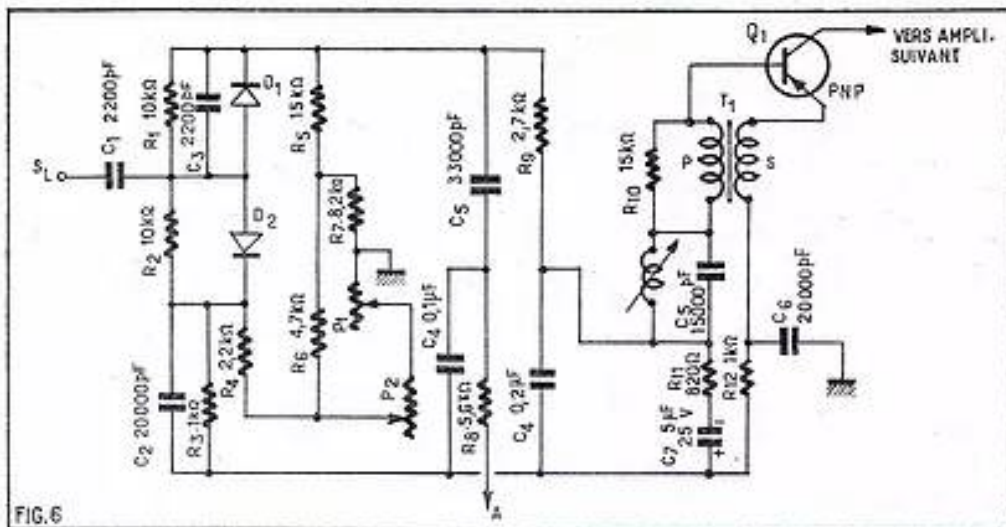 Q1
VERS AMPLI.
SUIVANT
PNP
T1
P
S
SL
C1 2200pF
R1 10kΩ
C3 2200pF
D1
R5 15kΩ
33000pF
C5
R9 2,7kΩ
R10 15kΩ
R2 10kΩ
D2
R7.8,2kΩ
P1
C4 0,1µF
C5 15000pF
C6 20000pF
R4 2,2kΩ
R6 4,7kΩ
P2
C2 20000pF
R3.1kΩ
R8.5,6kΩ
C4 0,2µF
R11 820Ω
R12 1kΩ
C7 5µF
25V
-
+
A
FIG.6